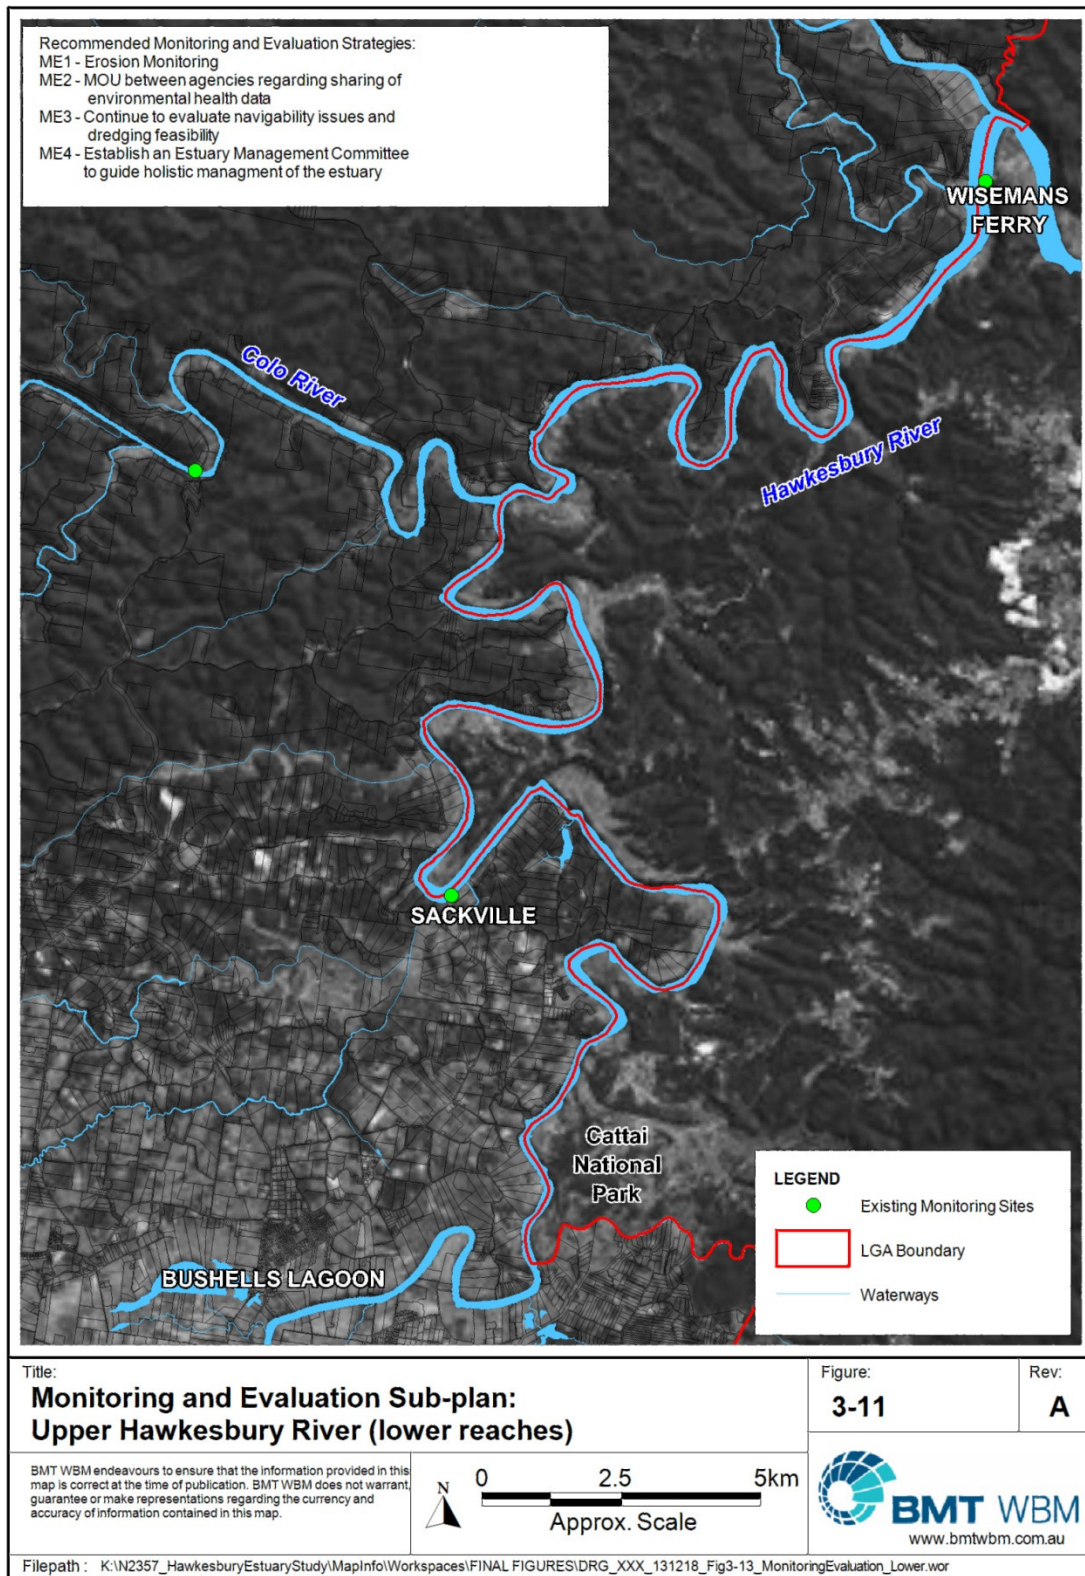 Recommended Monitoring and Evaluation Strategies:
ME1 - Erosion Monitoring
ME2 - MOU between agencies regarding sharing of
environmental health data
ME3 - Continue to evaluate navigability issues and
dredging feasibility
ME4 - Establish an Estuary Management Committee
to guide holistic managment of the estuary
WISEMANS
FERRY
Colo River
Hawkesbury River
SACKVILLE
Cattai
National
Park
BUSHELLS LAGOON
LEGEND
Existing Monitoring Sites
LGA Boundary
Waterways
Title:
Monitoring and Evaluation Sub-plan:
Upper Hawkesbury River (lower reaches)
Figure:
3-11
Rev:
A
BMT WBM endeavours to ensure that the information provided in this
map is correct at the time of publication. BMT WBM does not warrant,
guarantee or make representations regarding the currency and
accuracy of information contained in this map.
N
0 2.5 5km
Approx. Scale
BMT WBM
www.bmtwbm.com.au
Filepath : K:\N2357_HawkesburyEstuaryStudy\MapInfo\Workspaces\FINAL FIGURES\DRG_XXX_131218_Fig3-13_MonitoringEvaluation_Lower.wor